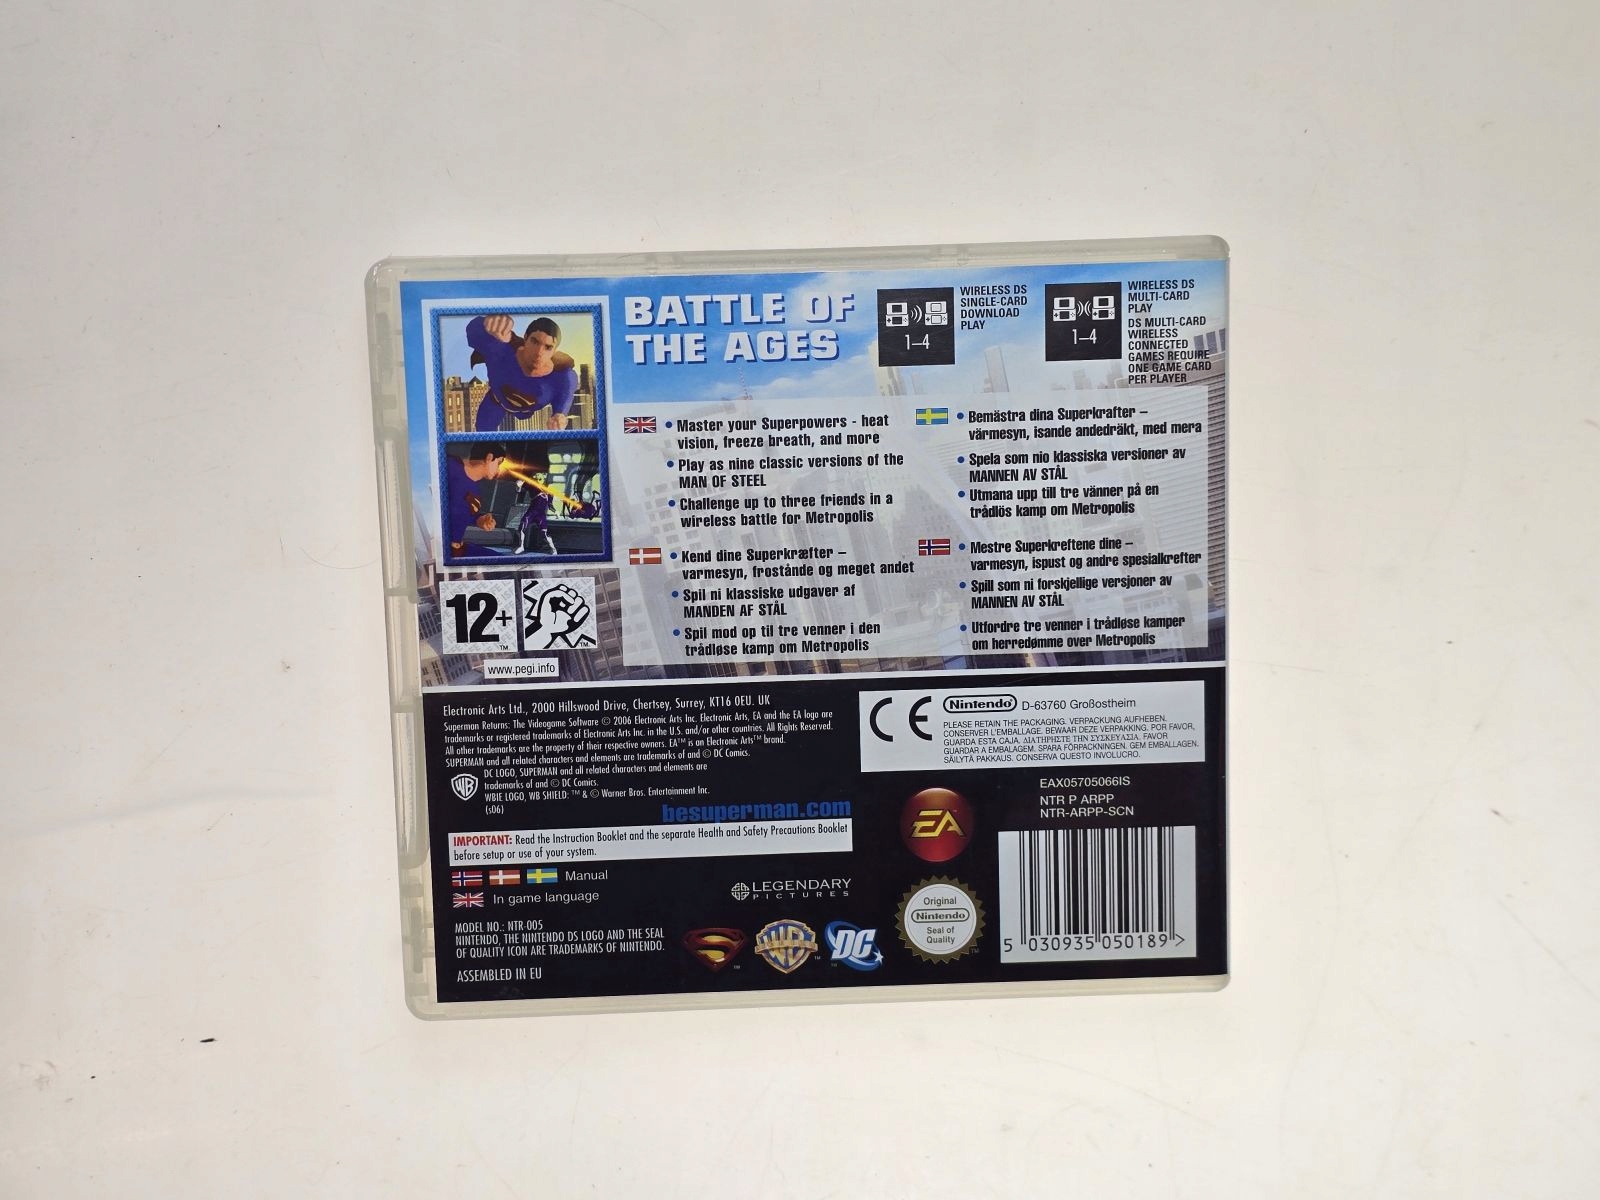 BATTLE OF
THE AGES
1–4
WIRELESS DS
SINGLE-CARD
DOWNLOAD
PLAY
1–4
WIRELESS DS
MULTI-CARD
PLAY
DS MULTI-CARD
WIRELESS
CONNECTED
GAMES REQUIRE
ONE GAME CARD
PER PLAYER
• Master your Superpowers - heat
vision, freeze breath, and more
• Play as nine classic versions of the
MAN OF STEEL
• Challenge up to three friends in a
wireless battle for Metropolis
• Bemästra dina Superkrafter –
värmesyn, isande andedräkt, med mera
• Spela som nio klassiska versioner av
MANNEN AV STÅL
• Utmana upp till tre vänner på en
trådlös kamp om Metropolis
• Kend dine Superkræfter –
varmesyn, frostånde og meget andet
• Spil ni klassiske udgaver af
MANDEN AF STÅL
• Spil mod op til tre venner i den
trådløse kamp om Metropolis
• Mestre Superkreftene dine –
varmesyn, ispust og andre spesialkrefter
• Spill som ni forskjellige versjoner av
MANNEN AV STÅL
• Utfordre tre venner i trådløse kamper
om herredømme over Metropolis
12+
TM
TM
www.pegi.info
Electronic Arts Ltd., 2000 Hillswood Drive, Chertsey, Surrey, KT16 0EU. UK
Superman Returns: The Videogame Software © 2006 Electronic Arts Inc. Electronic Arts, EA and the EA logo are
trademarks or registered trademarks of Electronic Arts Inc. in the U.S. and/or other countries. All Rights Reserved.
All other trademarks are the property of their respective owners. EA™ is an Electronic Arts™ brand.
SUPERMAN and all related characters and elements are trademarks of and © DC Comics.
WB
DC LOGO, SUPERMAN and all related characters and elements are
trademarks of and © DC Comics.
WBIE LOGO, WB SHIELD: ™ & © Warner Bros. Entertainment Inc.
(s06)
besuperman.com
IMPORTANT: Read the Instruction Booklet and the separate Health and Safety Precautions Booklet
before setup or use of your system.
Manual
In game language
MODEL NO.: NTR-005
NINTENDO, THE NINTENDO DS LOGO AND THE SEAL
OF QUALITY ICON ARE TRADEMARKS OF NINTENDO.
ASSEMBLED IN EU
LEGENDARY
PICTURES
S
TM
WB
TM
DC
TM
CE
Nintendo® D-63760 Großostheim
PLEASE RETAIN THE PACKAGING. VERPACKUNG AUFHEBEN.
CONSERVER L'EMBALLAGE. BEWAAR DEZE VERPAKKING. POR FAVOR,
GUARDA ESTA CAJA. ΔΙΑΤΗΡΗΣΤΕ ΤΗΝ ΣΥΣΚΕΥΑΣΙΑ. FAVOR
GUARDAR A EMBALAGEM. SPARA FÖRPACKNINGEN. GEM EMBALLAGEN.
SÄILYTÄ PAKKAUS. CONSERVA QUESTO INVOLUCRO.
EAX05705066IS
NTR P ARPP
NTR-ARPP-SCN
EA
Original
Nintendo®
Seal of
Quality
TM
5 030935 050189 >